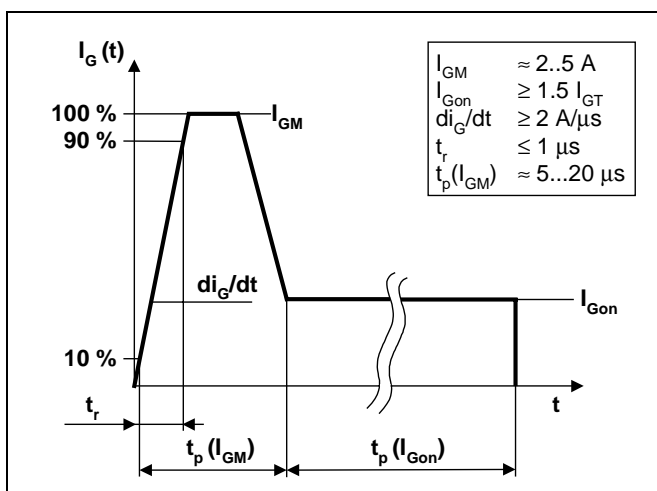 I_G (t)
100 %
I_GM
90 %
di_G/dt
I_Gon
10 %
t_r
t
t_p (I_GM)
t_p (I_Gon)
I_GM ≈ 2..5 A
I_Gon ≥ 1.5 I_GT
di_G/dt ≥ 2 A/μs
t_r ≤ 1 μs
t_p(I_GM) ≈ 5...20 μs